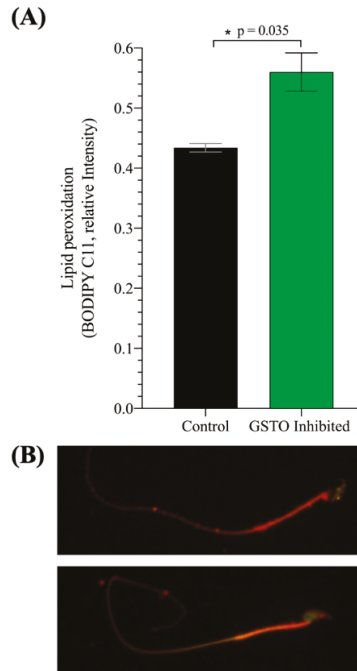 (A)
* p = 0.035
0.6
0.5
0.4
0.3
0.2
0.1
0.0
Lipid peroxidation
(BODIPY C11, relative Intensity)
Control GSTO Inhibited
(B)